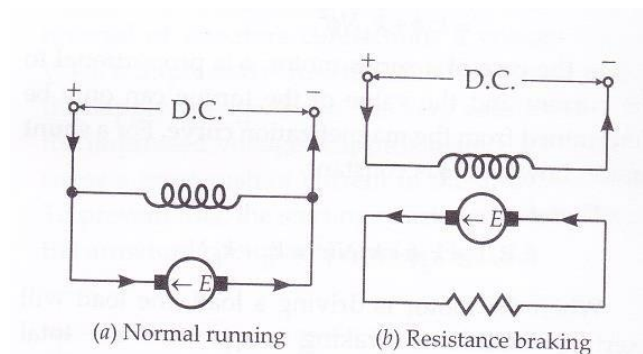 + D.C. −
← E
(a) Normal running
+ D.C. −
← E
(b) Resistance braking